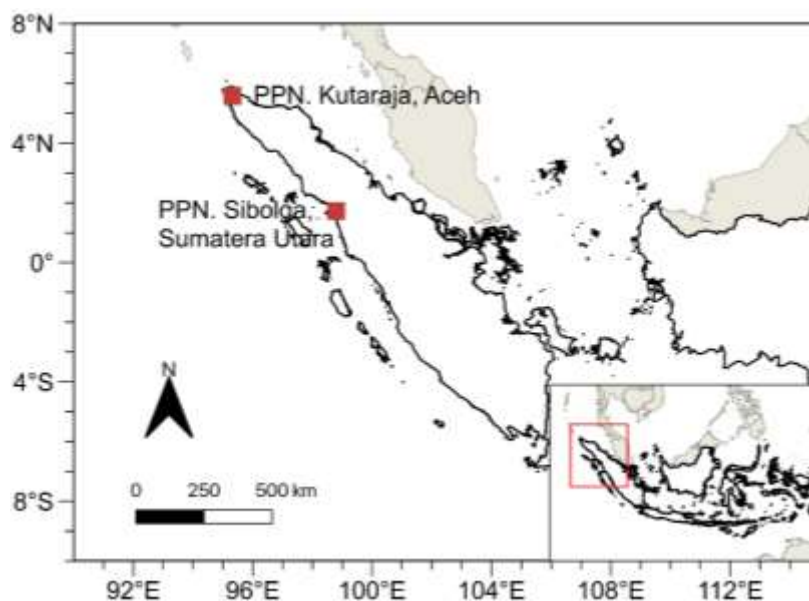 8°N
PPN. Kutaraja, Aceh
4°N
PPN. Sibolga,
Sumatera Utara
0°
4°S
N
0 250 500 km
8°S
92°E 96°E 100°E 104°E 108°E 112°E